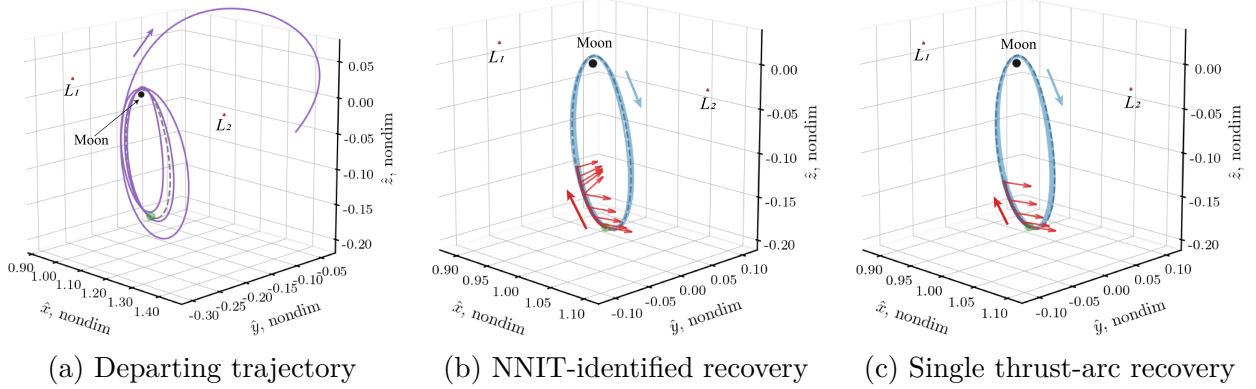 L₁
Moon
L₂
0.05
0.00
-0.05
-0.10
-0.15
-0.20
ẑ, nondim
0.90
1.00
1.10
1.20
1.30
1.40
x̂, nondim
-0.30
-0.25
-0.20
-0.15
-0.10
-0.05
ŷ, nondim
(a) Departing trajectory
L₁
Moon
L₂
0.00
-0.05
-0.10
-0.15
-0.20
ẑ, nondim
0.90
0.95
1.00
1.05
1.10
x̂, nondim
-0.10
-0.05
0.00
0.05
0.10
ŷ, nondim
(b) NNIT-identified recovery
L₁
Moon
L₂
0.00
-0.05
-0.10
-0.15
-0.20
ẑ, nondim
0.90
0.95
1.00
1.05
1.10
x̂, nondim
-0.10
-0.05
0.00
0.05
0.10
ŷ, nondim
(c) Single thrust-arc recovery